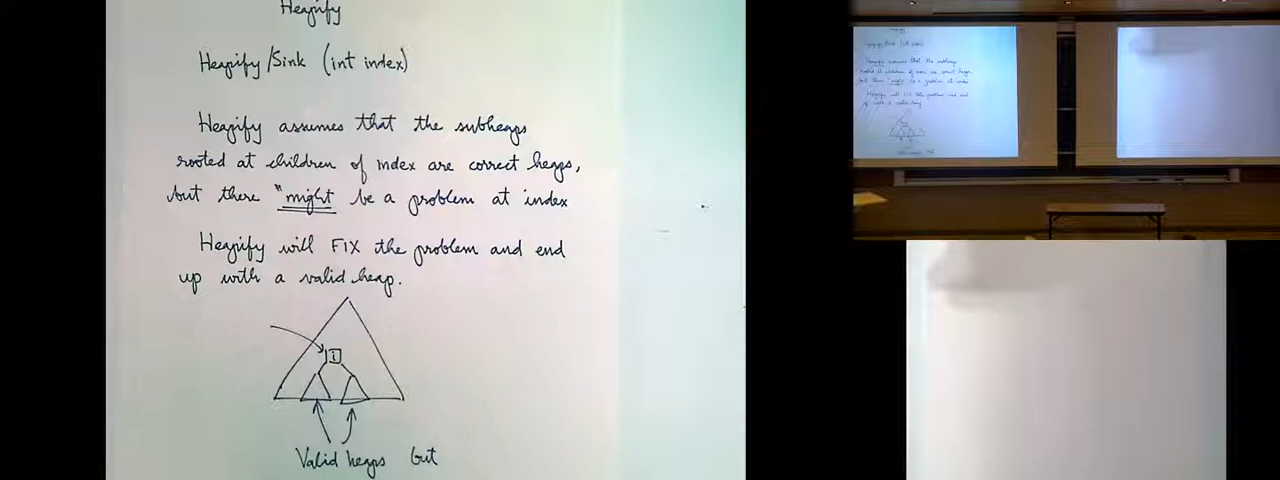 Heapify
Heapify/Sink (int index)
Heapify assumes that the subheaps
rooted at children of index are correct heaps,
but there "might be a problem at index
Heapify will FIX the problem and end
up with a valid heap.
i
Valid heaps but